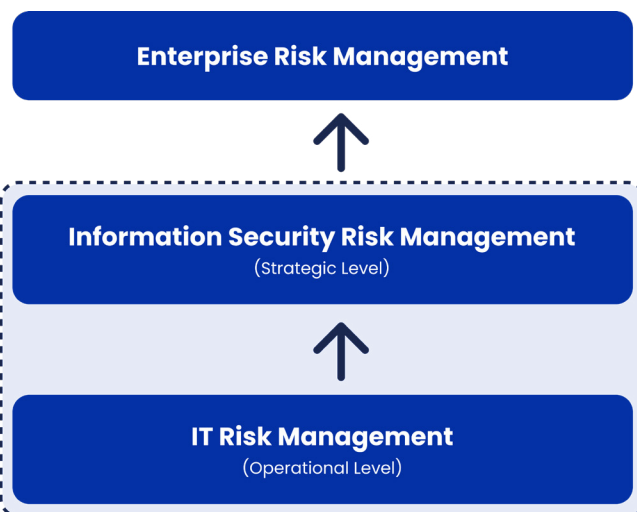 Enterprise Risk Management
Information Security Risk Management
(Strategic Level)
IT Risk Management
(Operational Level)